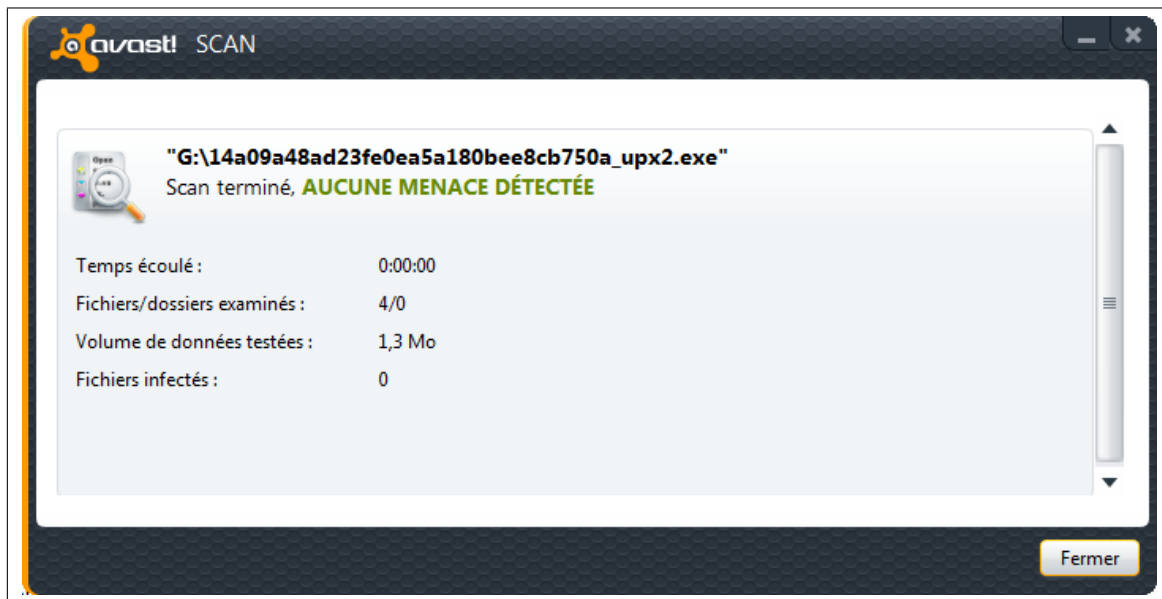 avast! SCAN
"G:\14a09a48ad23fe0ea5a180bee8cb750a_upx2.exe"
Scan terminé, AUCUNE MENACE DÉTECTÉE
Temps écoulé : 0:00:00
Fichiers/dossiers examinés : 4/0
Volume de données testées : 1,3 Mo
Fichiers infectés : 0
Fermer